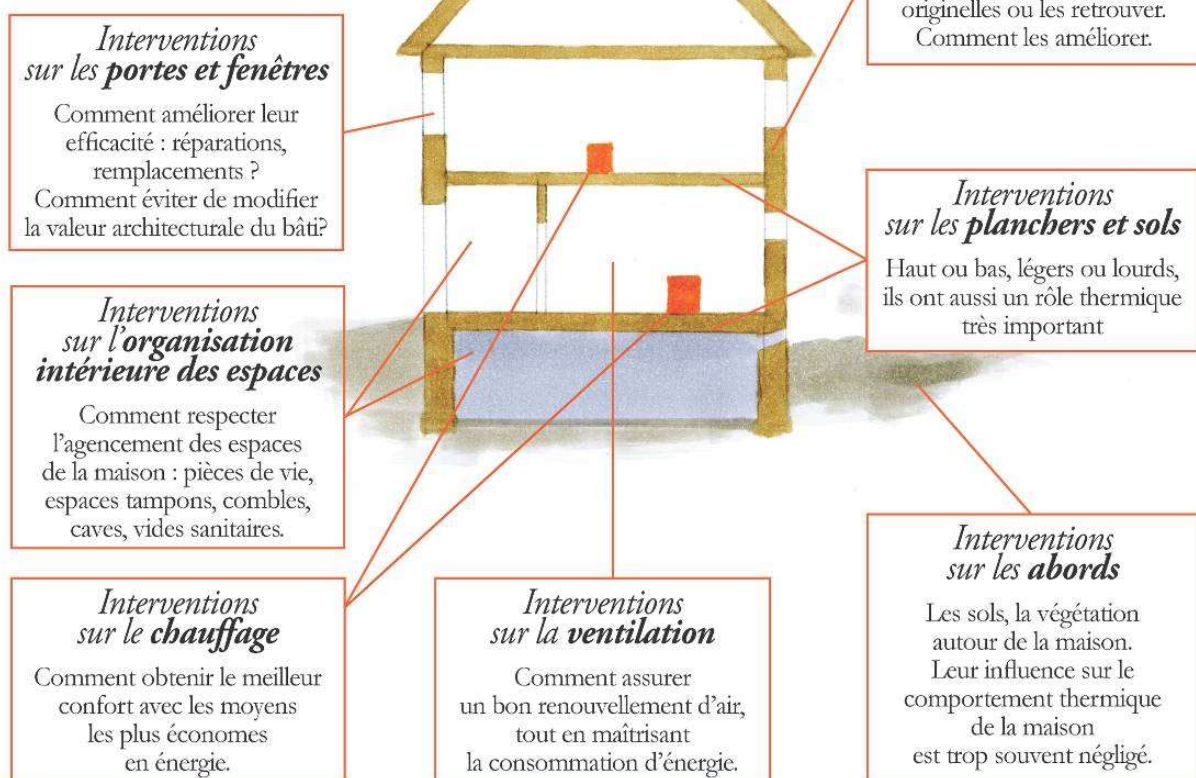 originelles ou les retrouver.
Comment les améliorer.
Interventions
sur les portes et fenêtres
Comment améliorer leur
efficacité : réparations,
remplacements ?
Comment éviter de modifier
la valeur architecturale du bâti?
Interventions
sur les planchers et sols
Haut ou bas, légers ou lourds,
ils ont aussi un rôle thermique
très important
Interventions
sur l'organisation
intérieure des espaces
Comment respecter
l'agencement des espaces
de la maison : pièces de vie,
espaces tampons, combles,
caves, vides sanitaires.
Interventions
sur le chauffage
Comment obtenir le meilleur
confort avec les moyens
les plus économes
en énergie.
Interventions
sur la ventilation
Comment assurer
un bon renouvellement d'air,
tout en maîtrisant
la consommation d'énergie.
Interventions
sur les abords
Les sols, la végétation
autour de la maison.
Leur influence sur le
comportement thermique
de la maison
est trop souvent négligé.